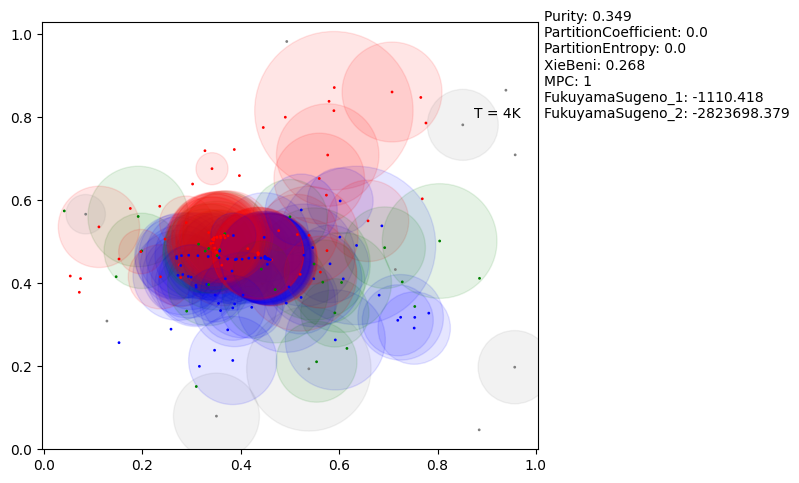 Purity: 0.349
PartitionCoefficient: 0.0
PartitionEntropy: 0.0
XieBeni: 0.268
MPC: 1
FukuyamaSugeno_1: -1110.418
FukuyamaSugeno_2: -2823698.379
T = 4K
1.0
0.8
0.6
0.4
0.2
0.0
0.0 0.2 0.4 0.6 0.8 1.0